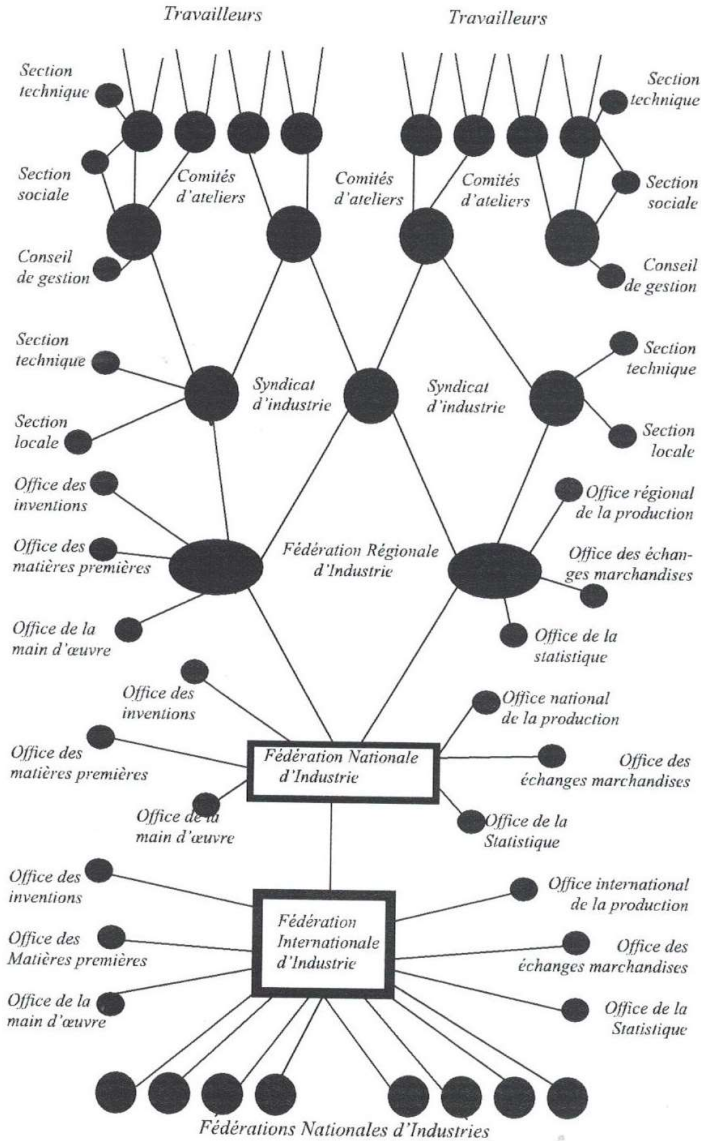 Travailleurs
Travailleurs
Section
technique
Section
technique
Section
sociale
Comités
d'ateliers
Comités
d'ateliers
Comités
d'ateliers
Section
sociale
Conseil
de gestion
Conseil
de gestion
Section
technique
Syndicat
d'industrie
Syndicat
d'industrie
Section
technique
Section
locale
Section
locale
Office des
inventions
Office régional
de la production
Office des
matières premières
Fédération Régionale
d'Industrie
Office des échan-
ges marchandises
Office de la
main d'œuvre
Office de la
statistique
Office des
inventions
Office national
de la production
Office des
matières premières
Fédération Nationale
d'Industrie
Office des
échanges marchandises
Office de la
main d'œuvre
Office de la
Statistique
Office des
inventions
Office international
de la production
Office des
Matières premières
Fédération
Internationale
d'Industrie
Office des
échanges marchandises
Office de la
main d'œuvre
Office de la
Statistique
Fédérations Nationales d'Industries